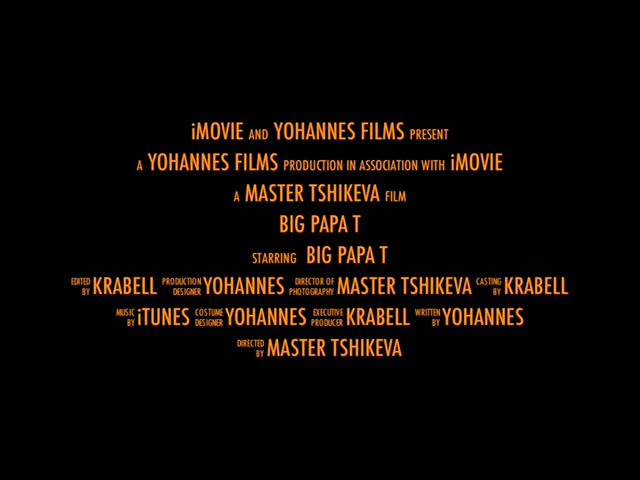 iMOVIE AND YOHANNES FILMS PRESENT
A YOHANNES FILMS PRODUCTION IN ASSOCIATION WITH iMOVIE
A MASTER TSHIKEVA FILM
BIG PAPA T
STARRING BIG PAPA T
EDITED BY KRABELL PRODUCTION DESIGNER YOHANNES DIRECTOR OF PHOTOGRAPHY MASTER TSHIKEVA CASTING BY KRABELL
MUSIC BY iTUNES COSTUME DESIGNER YOHANNES EXECUTIVE PRODUCER KRABELL WRITTEN BY YOHANNES
DIRECTED BY MASTER TSHIKEVA